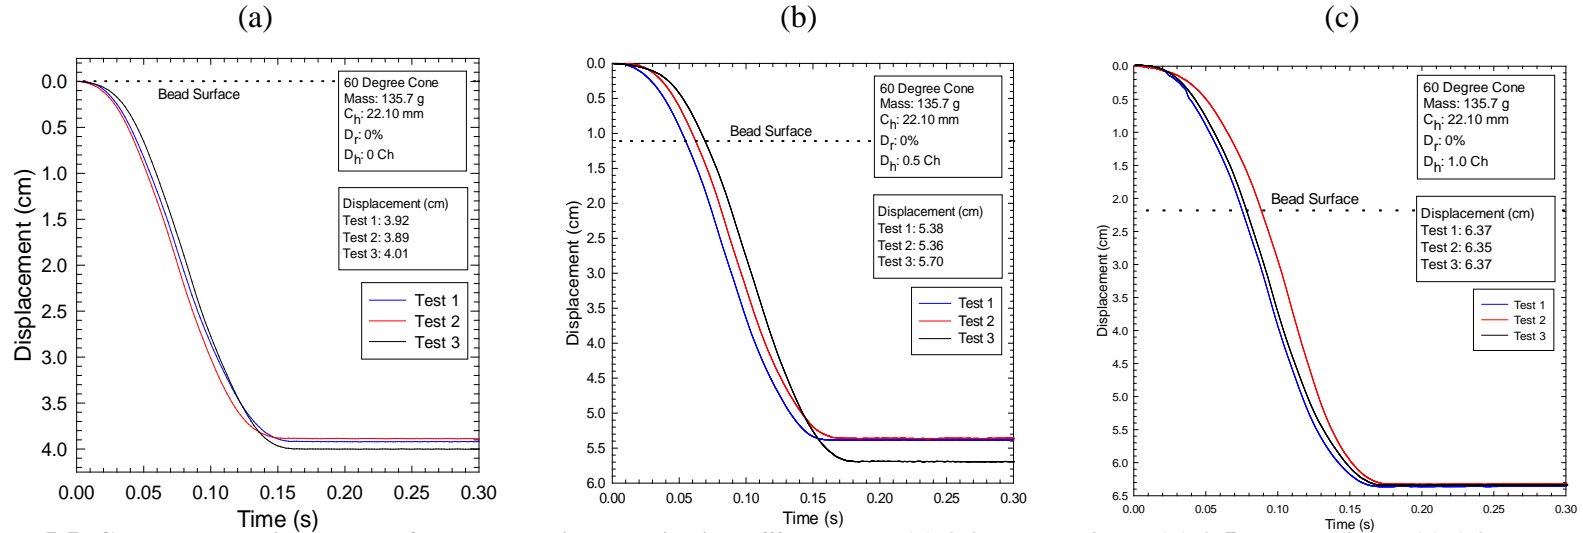 (a)
0.0
0.5
1.0
1.5
2.0
2.5
3.0
3.5
4.0
Displacement (cm)
0.00 0.05 0.10 0.15 0.20 0.25 0.30
Time (s)
Bead Surface
60 Degree Cone
Mass: 135.7 g
Ch: 22.10 mm
Dr: 0%
Dh: 0 Ch
Displacement (cm)
Test 1: 3.92
Test 2: 3.89
Test 3: 4.01
Test 1
Test 2
Test 3
(b)
0.0
0.5
1.0
1.5
2.0
2.5
3.0
3.5
4.0
4.5
5.0
5.5
6.0
Displacement (cm)
0.00 0.05 0.10 0.15 0.20 0.25 0.30
Time (s)
Bead Surface
60 Degree Cone
Mass: 135.7 g
Ch: 22.10 mm
Dr: 0%
Dh: 0.5 Ch
Displacement (cm)
Test 1: 5.38
Test 2: 5.36
Test 3: 5.70
Test 1
Test 2
Test 3
(c)
0.0
0.5
1.0
1.5
2.0
2.5
3.0
3.5
4.0
4.5
5.0
5.5
6.0
6.5
Displacement (cm)
0.00 0.05 0.10 0.15 0.20 0.25 0.30
Time (s)
Bead Surface
60 Degree Cone
Mass: 135.7 g
Ch: 22.10 mm
Dr: 0%
Dh: 1.0 Ch
Displacement (cm)
Test 1: 6.37
Test 2: 6.35
Test 3: 6.37
Test 1
Test 2
Test 3